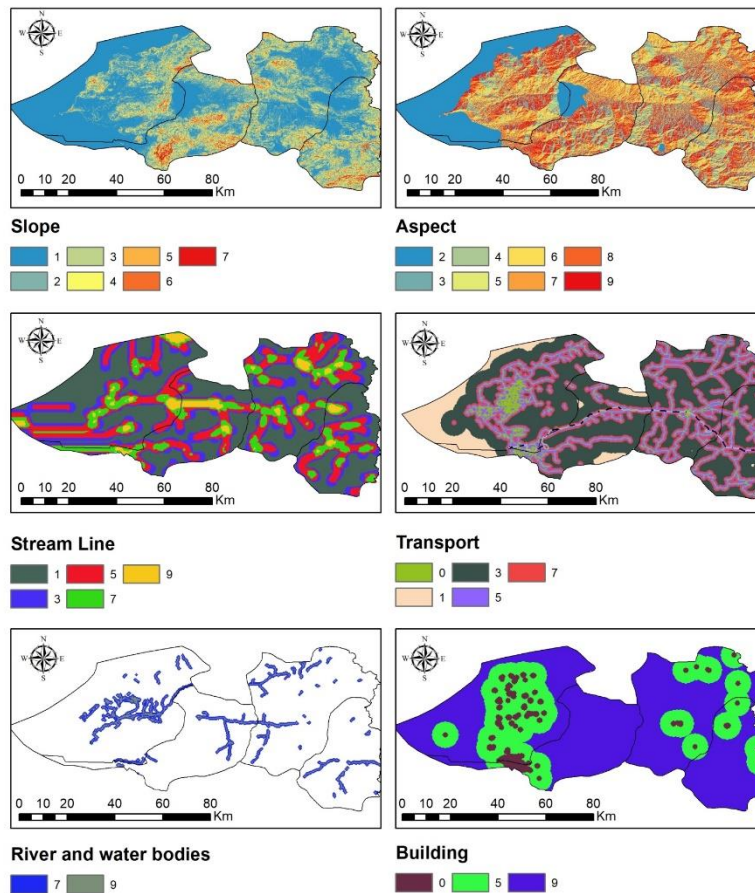 N
W E
S
0 10 20 40 60 80
Km
Slope
1 3 5 7
2 4 6
N
W E
S
0 10 20 40 60 80
Km
Aspect
2 4 6 8
3 5 7 9
N
W E
S
0 10 20 40 60 80
Km
Stream Line
1 5 9
3 7
N
W E
S
0 10 20 40 60 80
Km
Transport
0 3 7
1 5
N
W E
S
0 10 20 40 60 80
Km
River and water bodies
7 9
N
W E
S
0 10 20 40 60 80
Km
Building
0 5 9